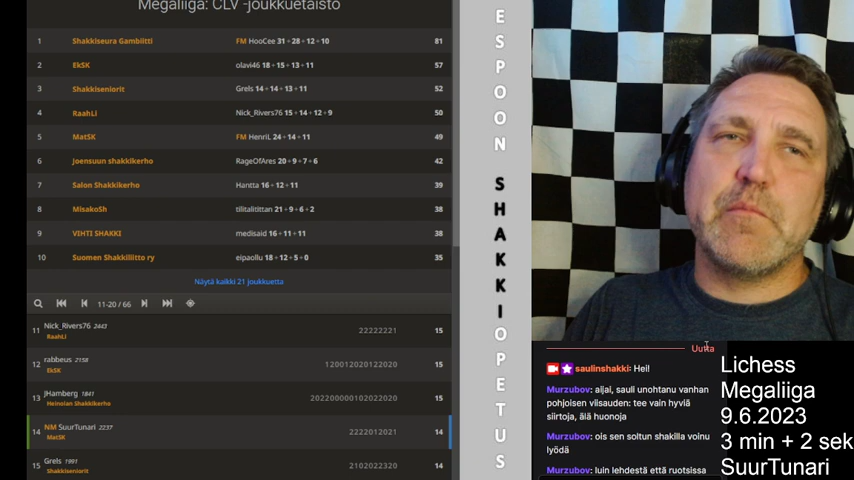 Megaliiga: CLV -joukkuetaisto
1 Shakkiseura Gambiitti FM HooCee 31+28+12+10 81
2 EkSK olavi46 18+15+13+11 57
3 Shakkiseniorit Grels 14+14+13+11 52
4 RaahLi Nick_Rivers76 15+14+12+9 50
5 MatSK FM HenriL 24+14+11 49
6 Joensuun shakkikerho RageOfAres 20+9+7+6 42
7 Salon Shakkikerho Hantta 16+12+11 39
8 MisakoSh tilitalitittan 21+9+6+2 38
9 VIHTI SHAKKI medisaid 16+11+11 38
10 Suomen Shakkiliitto ry eipaollu 18+12+5+0 35
Näytä kaikki 21 joukkuetta
11-20 / 66
11 Nick_Rivers76 2443 22222221 15
RaahLi
12 rabbeus 2158 120012020122020 15
EkSK
13 JHamberg 1841 202200000102022020 15
Heinolan Shakkikerho
14 NM SuurTunari 2237 2222012021 14
MatSK
15 Grels 1991 2102022320 14
Shakkiseniorit
ESPOON
SHAKKIOPETUS
Uutta
saulinshakki: Hei!
Murzubov: aijai, sauli unohtanu vanhan
pohjoisen viisauden: tee vain hyviä
siirtoja, älä huonoja
Murzubov: ois sen soltun shakilla voinu
lyödä
Murzubov: luin lehdestä että ruotsissa
Lichess
Megaliiga
9.6.2023
3 min + 2 sek
SuurTunari